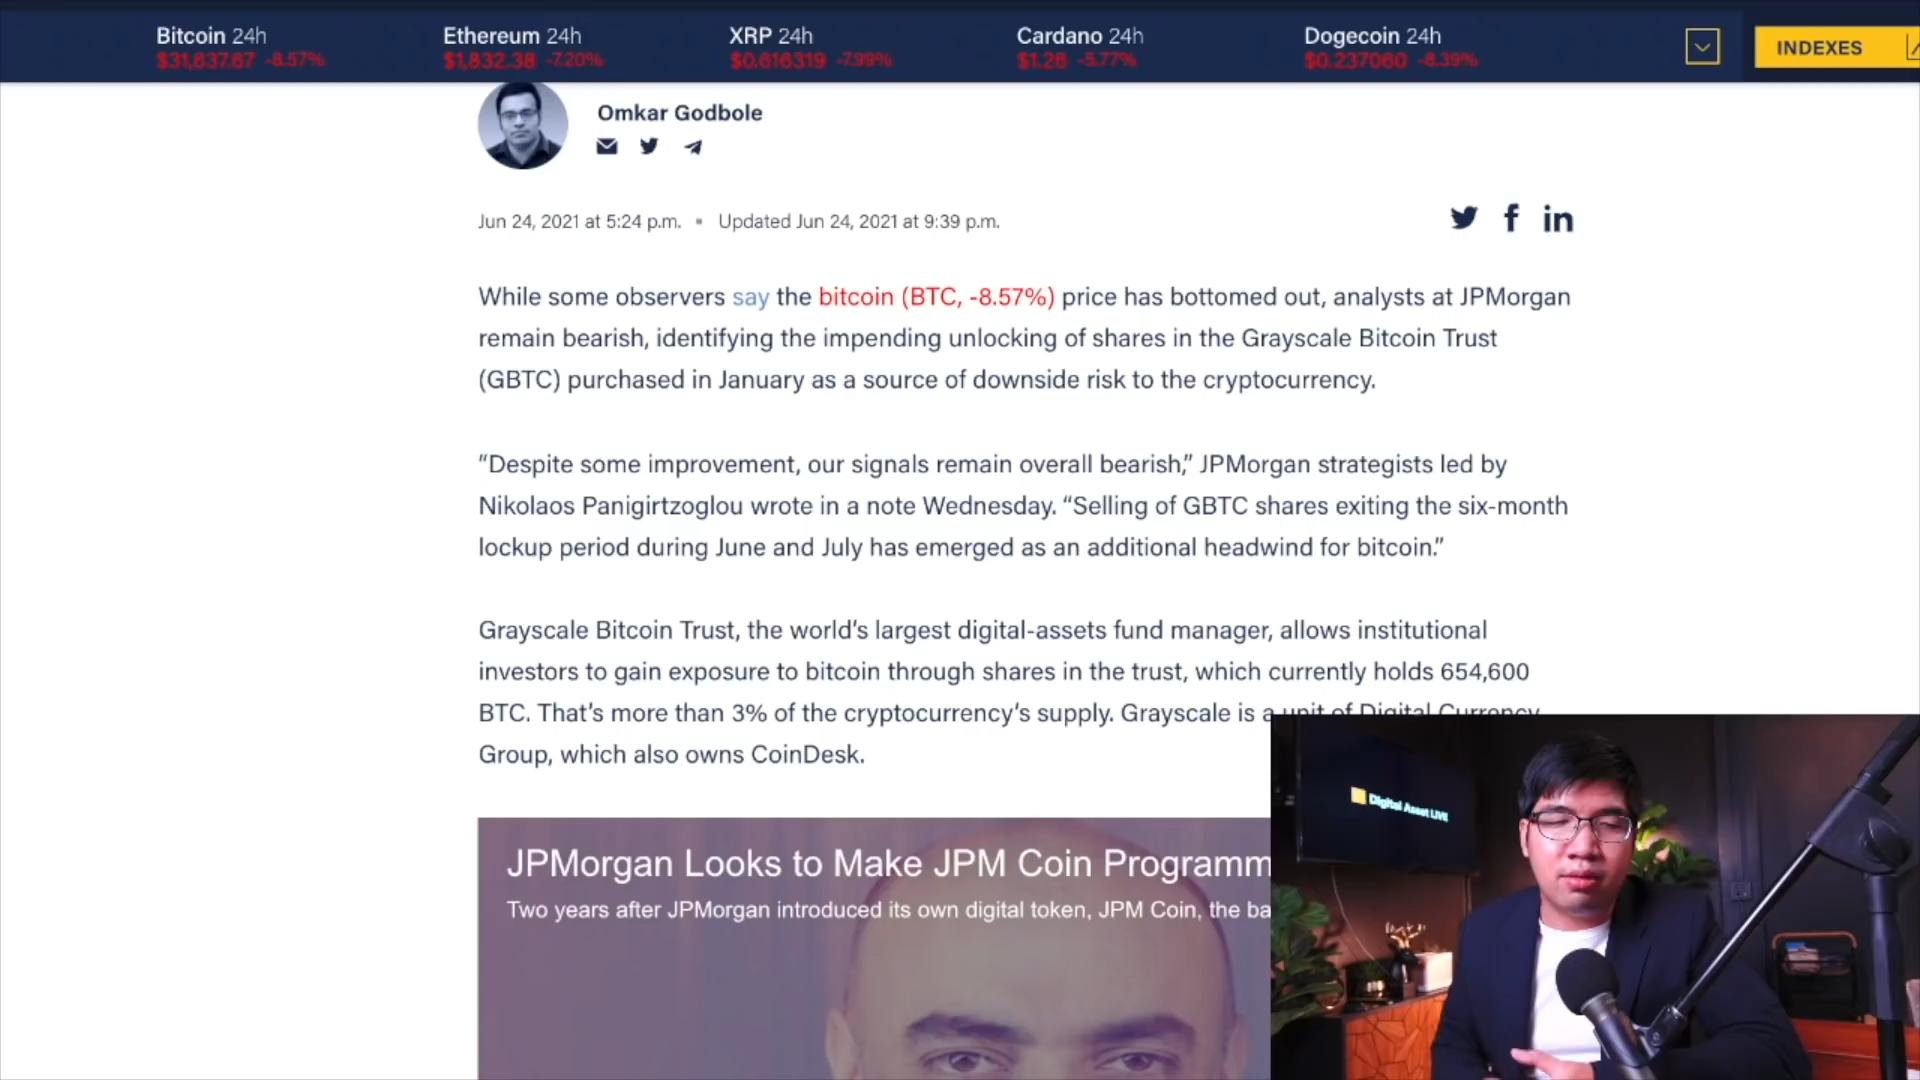 Bitcoin 24h
$31,637.67 -8.57%
Ethereum 24h
$1,832.38 -7.20%
XRP 24h
$0.616319 -7.99%
Cardano 24h
$1.26 -5.77%
Dogecoin 24h
$0.237060 -8.39%
INDEXES
Omkar Godbole
Jun 24, 2021 at 5:24 p.m. • Updated Jun 24, 2021 at 9:39 p.m.
While some observers say the bitcoin (BTC, -8.57%) price has bottomed out, analysts at JPMorgan
remain bearish, identifying the impending unlocking of shares in the Grayscale Bitcoin Trust
(GBTC) purchased in January as a source of downside risk to the cryptocurrency.
“Despite some improvement, our signals remain overall bearish,” JPMorgan strategists led by
Nikolaos Panigirtzoglou wrote in a note Wednesday. “Selling of GBTC shares exiting the six-month
lockup period during June and July has emerged as an additional headwind for bitcoin.”
Grayscale Bitcoin Trust, the world’s largest digital-assets fund manager, allows institutional
investors to gain exposure to bitcoin through shares in the trust, which currently holds 654,600
BTC. That’s more than 3% of the cryptocurrency’s supply. Grayscale is a unit of Digital Currency
Group, which also owns CoinDesk.
JPMorgan Looks to Make JPM Coin Programm
Two years after JPMorgan introduced its own digital token, JPM Coin, the ba
Digital Asset LIVE